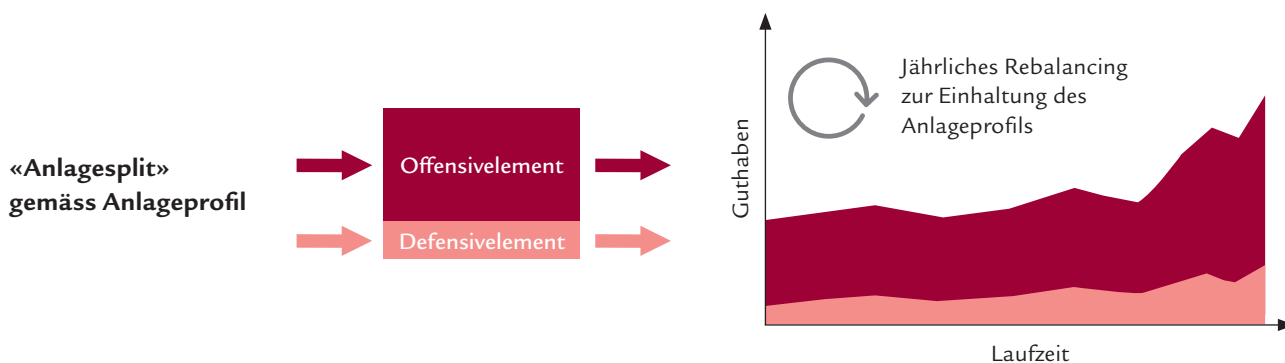 «Anlagesplit»
gemäss Anlageprofil
Offensivelement
Defensivelement
Guthaben
Jährliches Rebalancing
zur Einhaltung des
Anlageprofils
Laufzeit